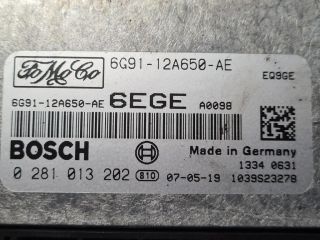 FoMoCo 6G91-12A650-AE EQ9GE
6G91-12A650-AE 6EGE A0098
BOSCH Made in Germany
1334 0631
0 281 013 202 810 07-05-19 1039S23278